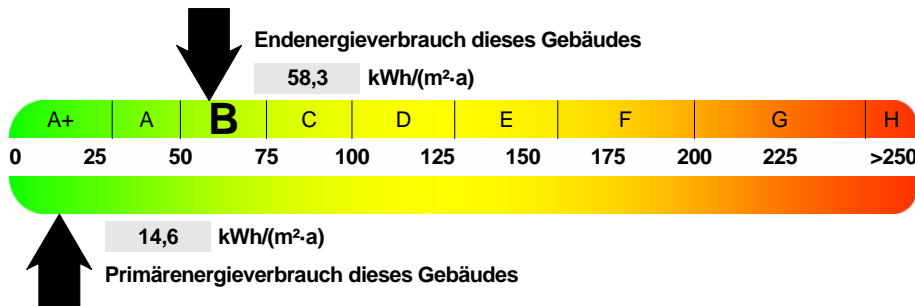 Endenergieverbrauch dieses Gebäudes
58,3 kWh/(m²·a)
A+ A B C D E F G H
0 25 50 75 100 125 150 175 200 225 >250
14,6 kWh/(m²·a)
Primärenergieverbrauch dieses Gebäudes